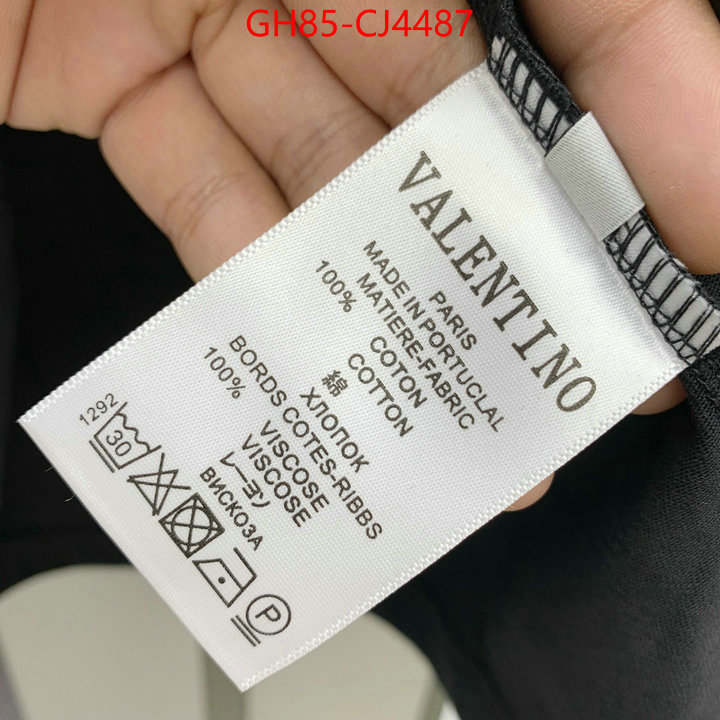 GH85-CJ4487
VALENTINO
PARIS
MADE IN PORTUCLAL
MATIERE-FABRIC
100% COTON
COTTON
綿
ХЛОПОК
BORDS COTES-RIBBS
100% VISCOSE
VISCOSE
レーヨン
ВИСКОЗА
1292
30
P